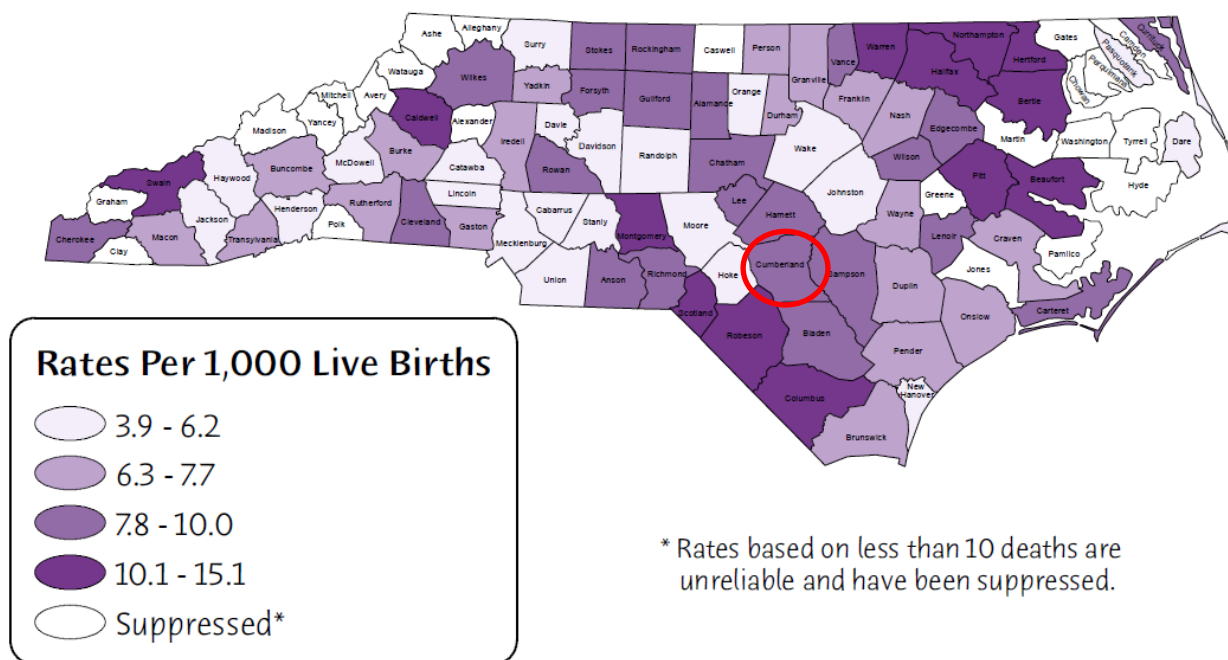 Ashe
Alleghany
Surry
Stokes
Rockingham
Caswell
Person
Vance
Warren
Northampton
Gates
Camden
Currituck
Pasquotank
Perquimans
Chowan
Hertford
Halifax
Granville
Watauga
Wilkes
Yadkin
Forsyth
Guilford
Alamance
Orange
Durham
Franklin
Nash
Edgecombe
Bertie
Mitchell
Avery
Yancey
Caldwell
Alexander
Iredell
Davie
Davidson
Randolph
Chatham
Wake
Wilson
Martin
Washington
Tyrrell
Dare
Madison
Buncombe
McDowell
Burke
Catawba
Rowan
Johnston
Greene
Pitt
Beaufort
Hyde
Swain
Haywood
Graham
Jackson
Henderson
Rutherford
Cleveland
Lincoln
Gaston
Cabarrus
Stanly
Montgomery
Moore
Lee
Harnett
Wayne
Lenoir
Craven
Pamlico
Cherokee
Clay
Macon
Transylvania
Polk
Mecklenburg
Union
Anson
Richmond
Hoke
Cumberland
Sampson
Duplin
Jones
Onslow
Carteret
Scotland
Robeson
Bladen
Pender
New
Hanover
Columbus
Brunswick
Rates Per 1,000 Live Births
3.9 - 6.2
6.3 - 7.7
7.8 - 10.0
10.1 - 15.1
Suppressed*
* Rates based on less than 10 deaths are
unreliable and have been suppressed.